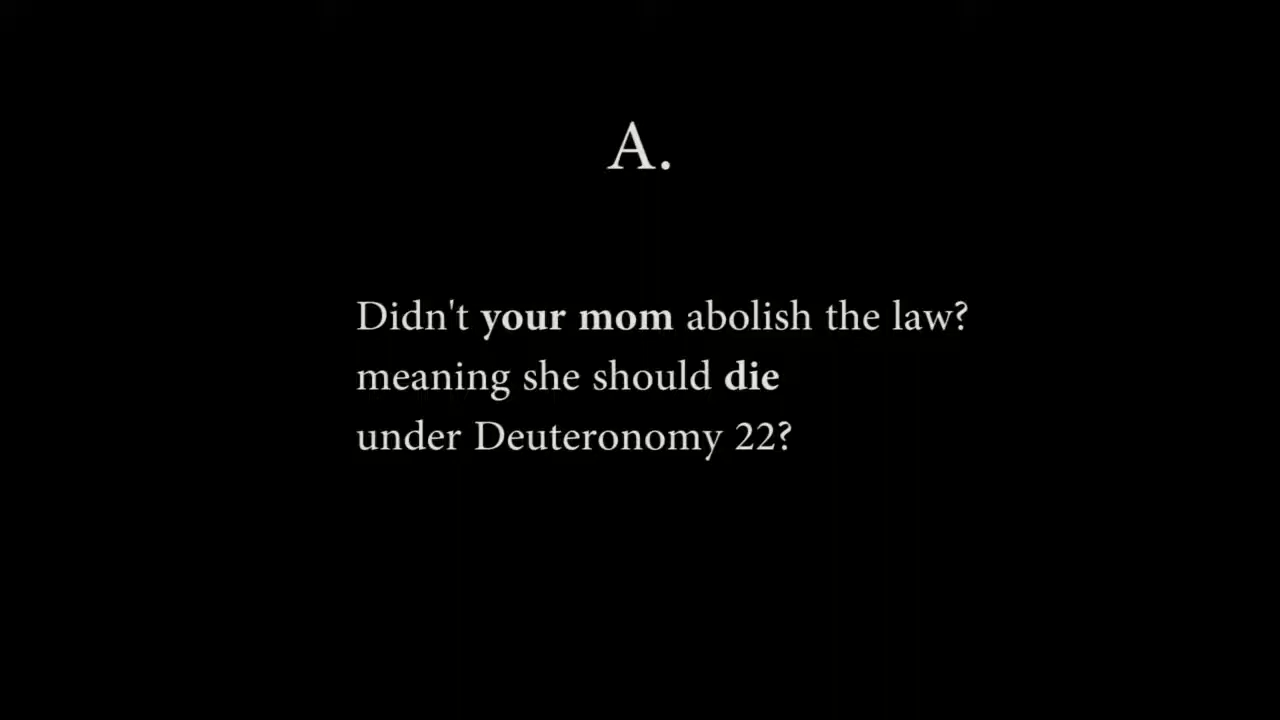 A.
Didn't your mom abolish the law?
meaning she should die
under Deuteronomy 22?